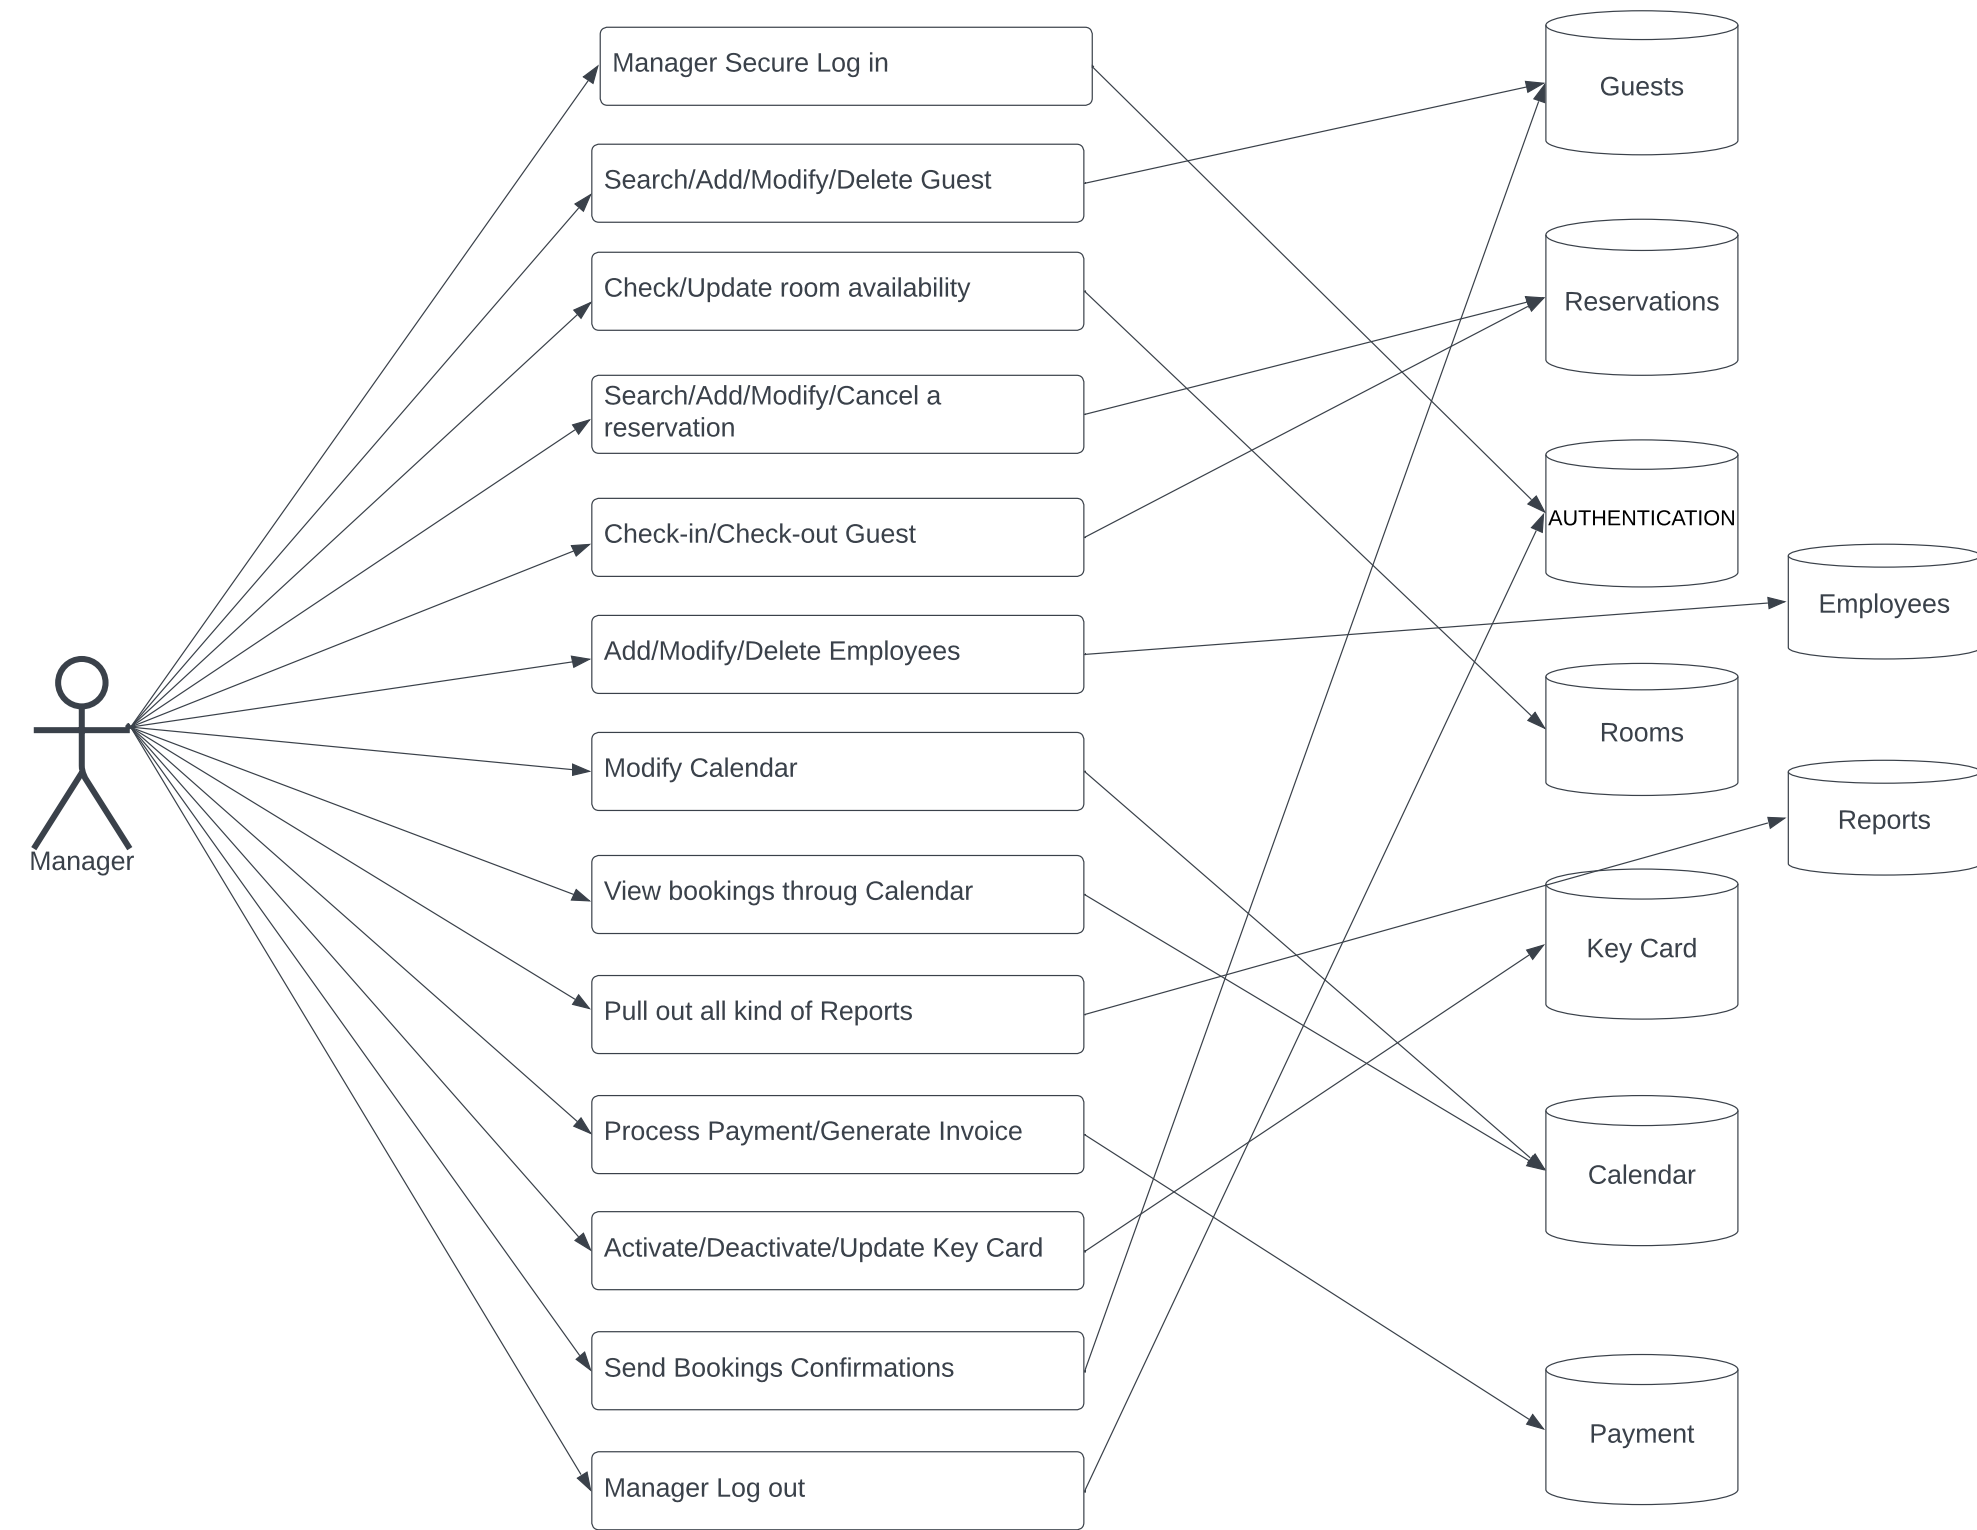 Manager Secure Log in
Search/Add/Modify/Delete Guest
Check/Update room availability
Search/Add/Modify/Cancel a
reservation
Check-in/Check-out Guest
Add/Modify/Delete Employees
Modify Calendar
View bookings throug Calendar
Pull out all kind of Reports
Process Payment/Generate Invoice
Activate/Deactivate/Update Key Card
Send Bookings Confirmations
Manager Log out
Manager
Guests
Reservations
AUTHENTICATION
Employees
Rooms
Reports
Key Card
Calendar
Payment